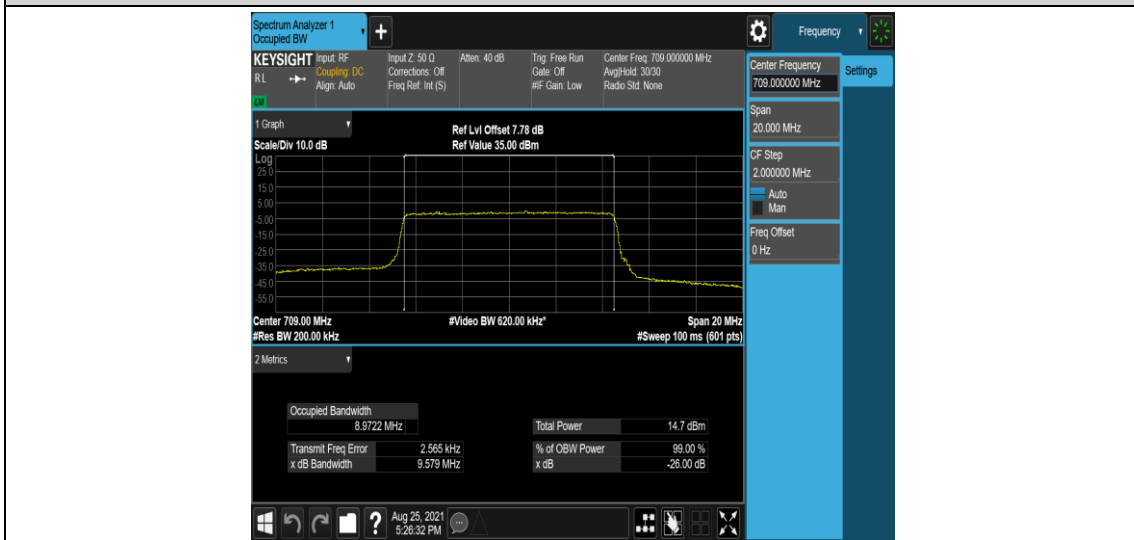 Spectrum Analyzer 1
Occupied BW
Frequency
KEYSIGHT
RL
LXI
Input: RF
Coupling: DC
Align: Auto
Input Z: 50 Ω
Corrections: Off
Freq Ref: Int (S)
Atten: 40 dB
Trig: Free Run
Gate: Off
#IF Gain: Low
Center Freq: 709.000000 MHz
Avg|Hold: 30/30
Radio Std: None
Center Frequency
709.000000 MHz
Settings
Span
20.000 MHz
CF Step
2.000000 MHz
Auto
Man
Freq Offset
0 Hz
1 Graph
Ref Lvl Offset 7.78 dB
Scale/Div 10.0 dB
Ref Value 35.00 dBm
Log
25.0
15.0
5.00
-5.00
-15.0
-25.0
-35.0
-45.0
-55.0
Center 709.00 MHz
#Video BW 620.00 kHz*
Span 20 MHz
#Res BW 200.00 kHz
#Sweep 100 ms (601 pts)
2 Metrics
Occupied Bandwidth
8.9722 MHz
Total Power 14.7 dBm
Transmit Freq Error 2.565 kHz
% of OBW Power 99.00 %
x dB Bandwidth 9.579 MHz
x dB -26.00 dB
?
Aug 25, 2021
5:26:32 PM